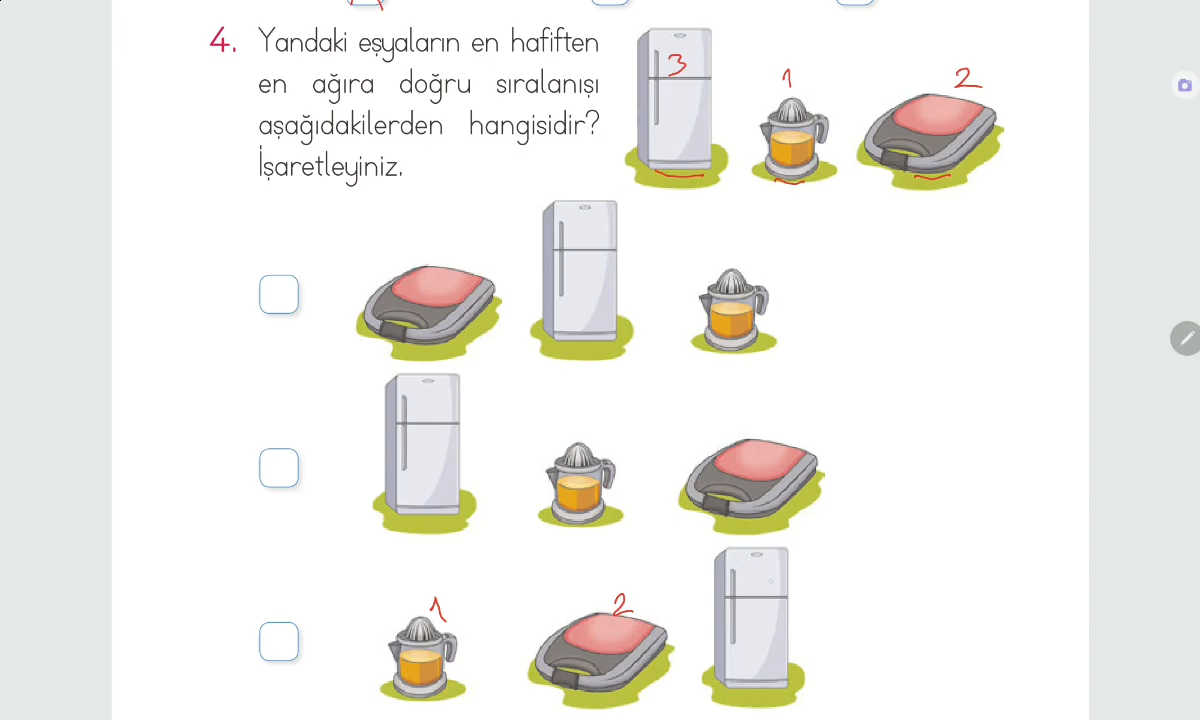 4. Yandaki eşyaların en hafiften
en ağıra doğru sıralanışı
aşağıdakilerden hangisidir?
İşaretleyiniz.
3
1
2
1
2